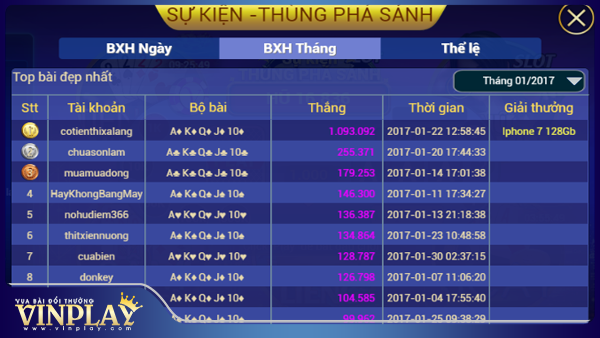 SỰ KIỆN -THÙNG PHÁ SẢNH
BXH Ngày BXH Tháng Thể lệ
Top bài đẹp nhất Tháng 01/2017
Stt Tài khoản Bộ bài Thắng Thời gian Giải thưởng
1 cotienthixalang A♦ K♦ Q♦ J♦ 10♦ 1.093.092 2017-01-22 12:58:45 Iphone 7 128Gb
2 chuasonlam A♣ K♣ Q♣ J♣ 10♣ 255.371 2017-01-20 17:44:33
3 muamuadong A♣ K♣ Q♣ J♣ 10♣ 179.253 2017-01-14 17:01:38
4 HayKhongBangMay A♠ K♠ Q♠ J♠ 10♠ 146.300 2017-01-11 17:34:27
5 nohudiem366 A♥ K♥ Q♥ J♥ 10♥ 136.387 2017-01-13 21:18:38
6 thitxiennuong A♠ K♠ Q♠ J♠ 10♠ 134.864 2017-01-23 10:48:58
7 cuabien A♥ K♥ Q♥ J♥ 10♥ 128.787 2017-01-30 02:37:15
8 donkey A♦ K♦ Q♦ J♦ 10♦ 126.798 2017-01-07 11:06:20
A♦ K♦ Q♦ J♦ 10♦ 104.585 2017-01-04 17:55:40
A♠ K♠ Q♠ J♠ 10♠ 2017-01-25 09:38:29
VUA BÀI ĐỔI THƯỞNG
VINPLAY
www.vinplay.com